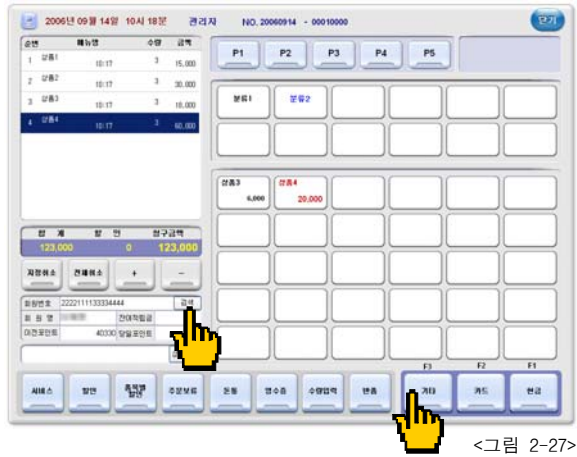 2006년 09월 14일 10시 18분 관리자 NO. 20060914 - 00010000 닫기
순번 메뉴명 수량 금액
1 상품1 10:17 3 15,000
2 상품2 10:17 3 30,000
3 상품3 10:17 3 18,000
4 상품4 10:17 3 60,000
합 계 할 인 청구금액
123,000 0 123,000
지정취소 전체취소 + -
회원번호 2222111133334444 검색
회 원 명 잔여적립금
이전포인트 40330 당일포인트
P1 P2 P3 P4 P5
분류1 분류2
상품3 상품4
6,000 20,000
F3 F2 F1
서비스 할인 품목별할인 주문보류 돈통 영수증 수량입력 반품 기타 카드 현금
<그림 2-27>